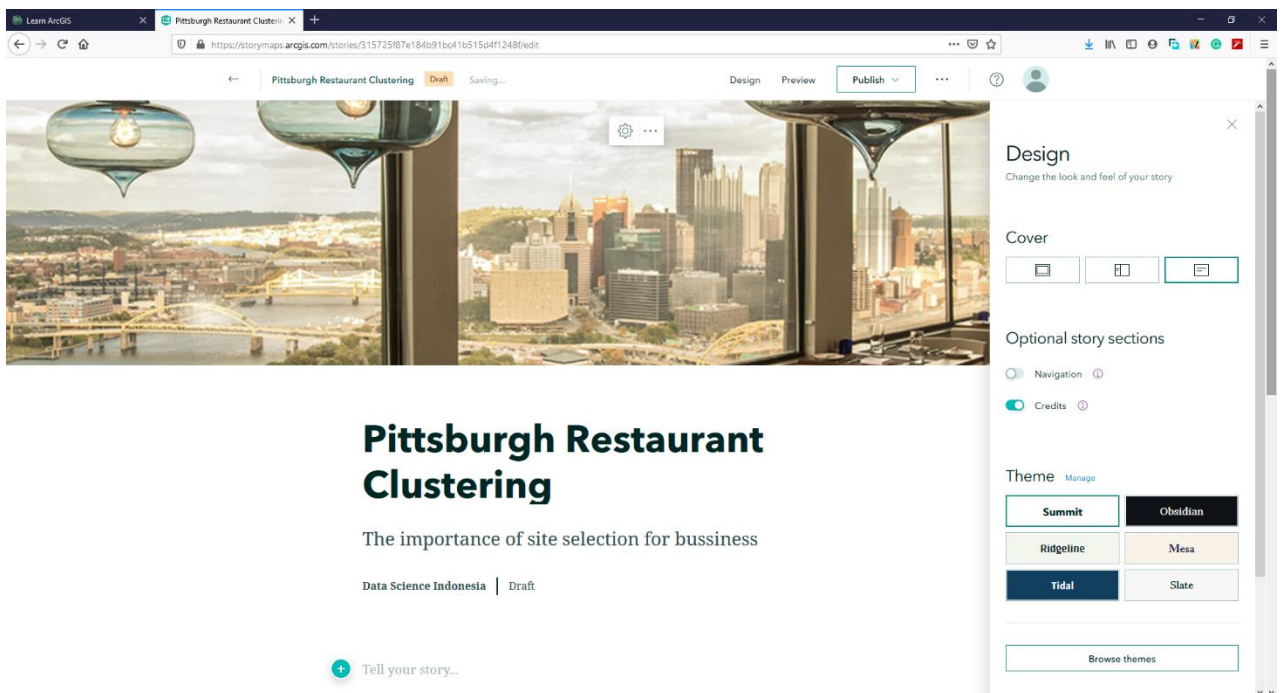 Learn ArcGIS
Pittsburgh Restaurant Clusterin
https://storymaps.arcgis.com/stories/315725f87e184b91bc41b515d4f1248f/edit
Pittsburgh Restaurant Clustering Draft Saving...
Design Preview Publish
Design
Change the look and feel of your story
Cover
Optional story sections
Navigation
Credits
Pittsburgh Restaurant
Clustering
The importance of site selection for bussiness
Data Science Indonesia Draft
Tell your story...
Theme Manage
Summit Obsidian
Ridgeline Mesa
Tidal Slate
Browse themes